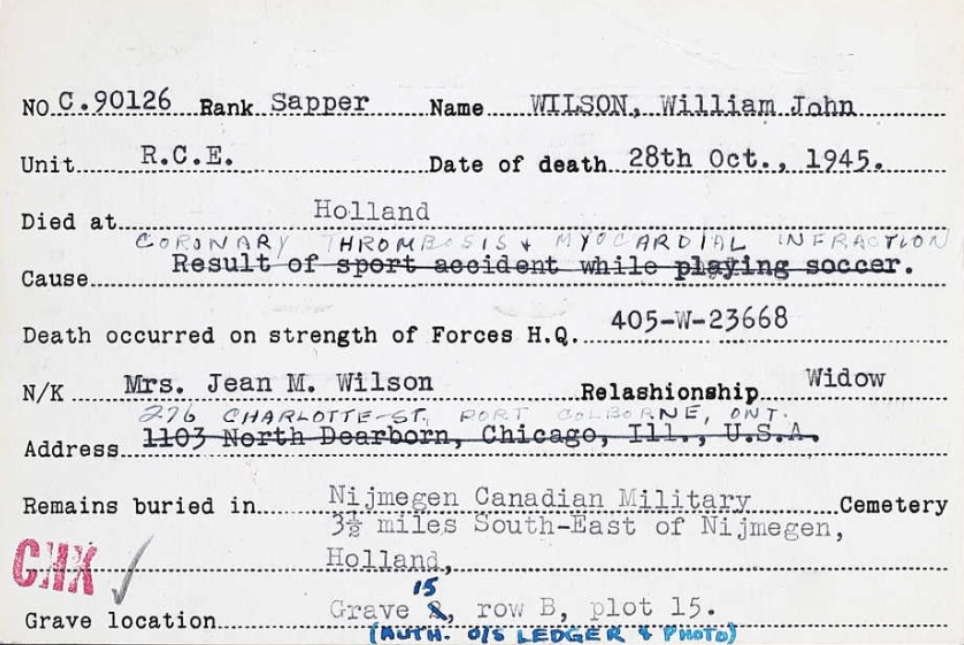 NO. C.90126 Rank Sapper Name WILSON, William John
Unit R.C.E. Date of death 28th Oct., 1945.
Died at Holland
CORONARY THROMBOSIS & MYOCARDIAL INFRACTION
Cause Result of sport accident while playing soccer.
Death occurred on strength of Forces H.Q. 405-W-23668
N/K Mrs. Jean M. Wilson Relashionship Widow
276 CHARLOTTE-ST, PORT COLBORNE, ONT.
Address 1103 North Dearborn, Chicago, Ill., U.S.A.
Remains buried in Nijmegen Canadian Military Cemetery
3½ miles South-East of Nijmegen,
CHX Holland,
15
Grave location Grave , row B, plot 15.
(AUTH. O/S LEDGER & PHOTO)